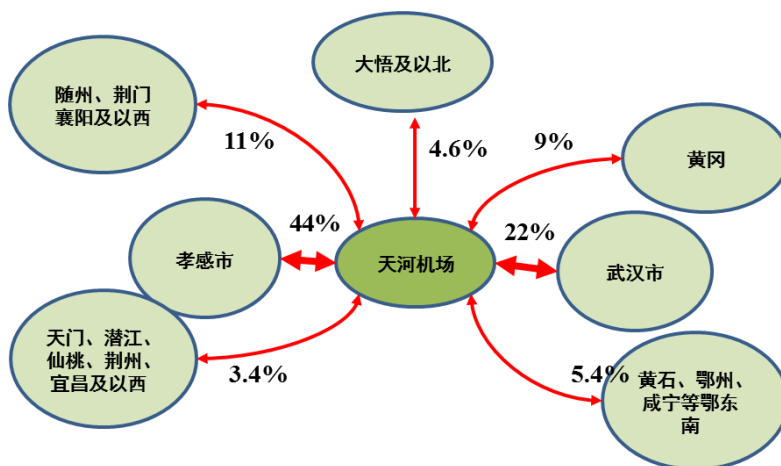 大悟及以北
随州、荆门
襄阳及以西
11%
4.6%
9%
黄冈
44%
孝感市
天河机场
22%
武汉市
天门、潜江、
仙桃、荆州、
宜昌及以西
3.4%
5.4%
黄石、鄂州、
咸宁等鄂东
南